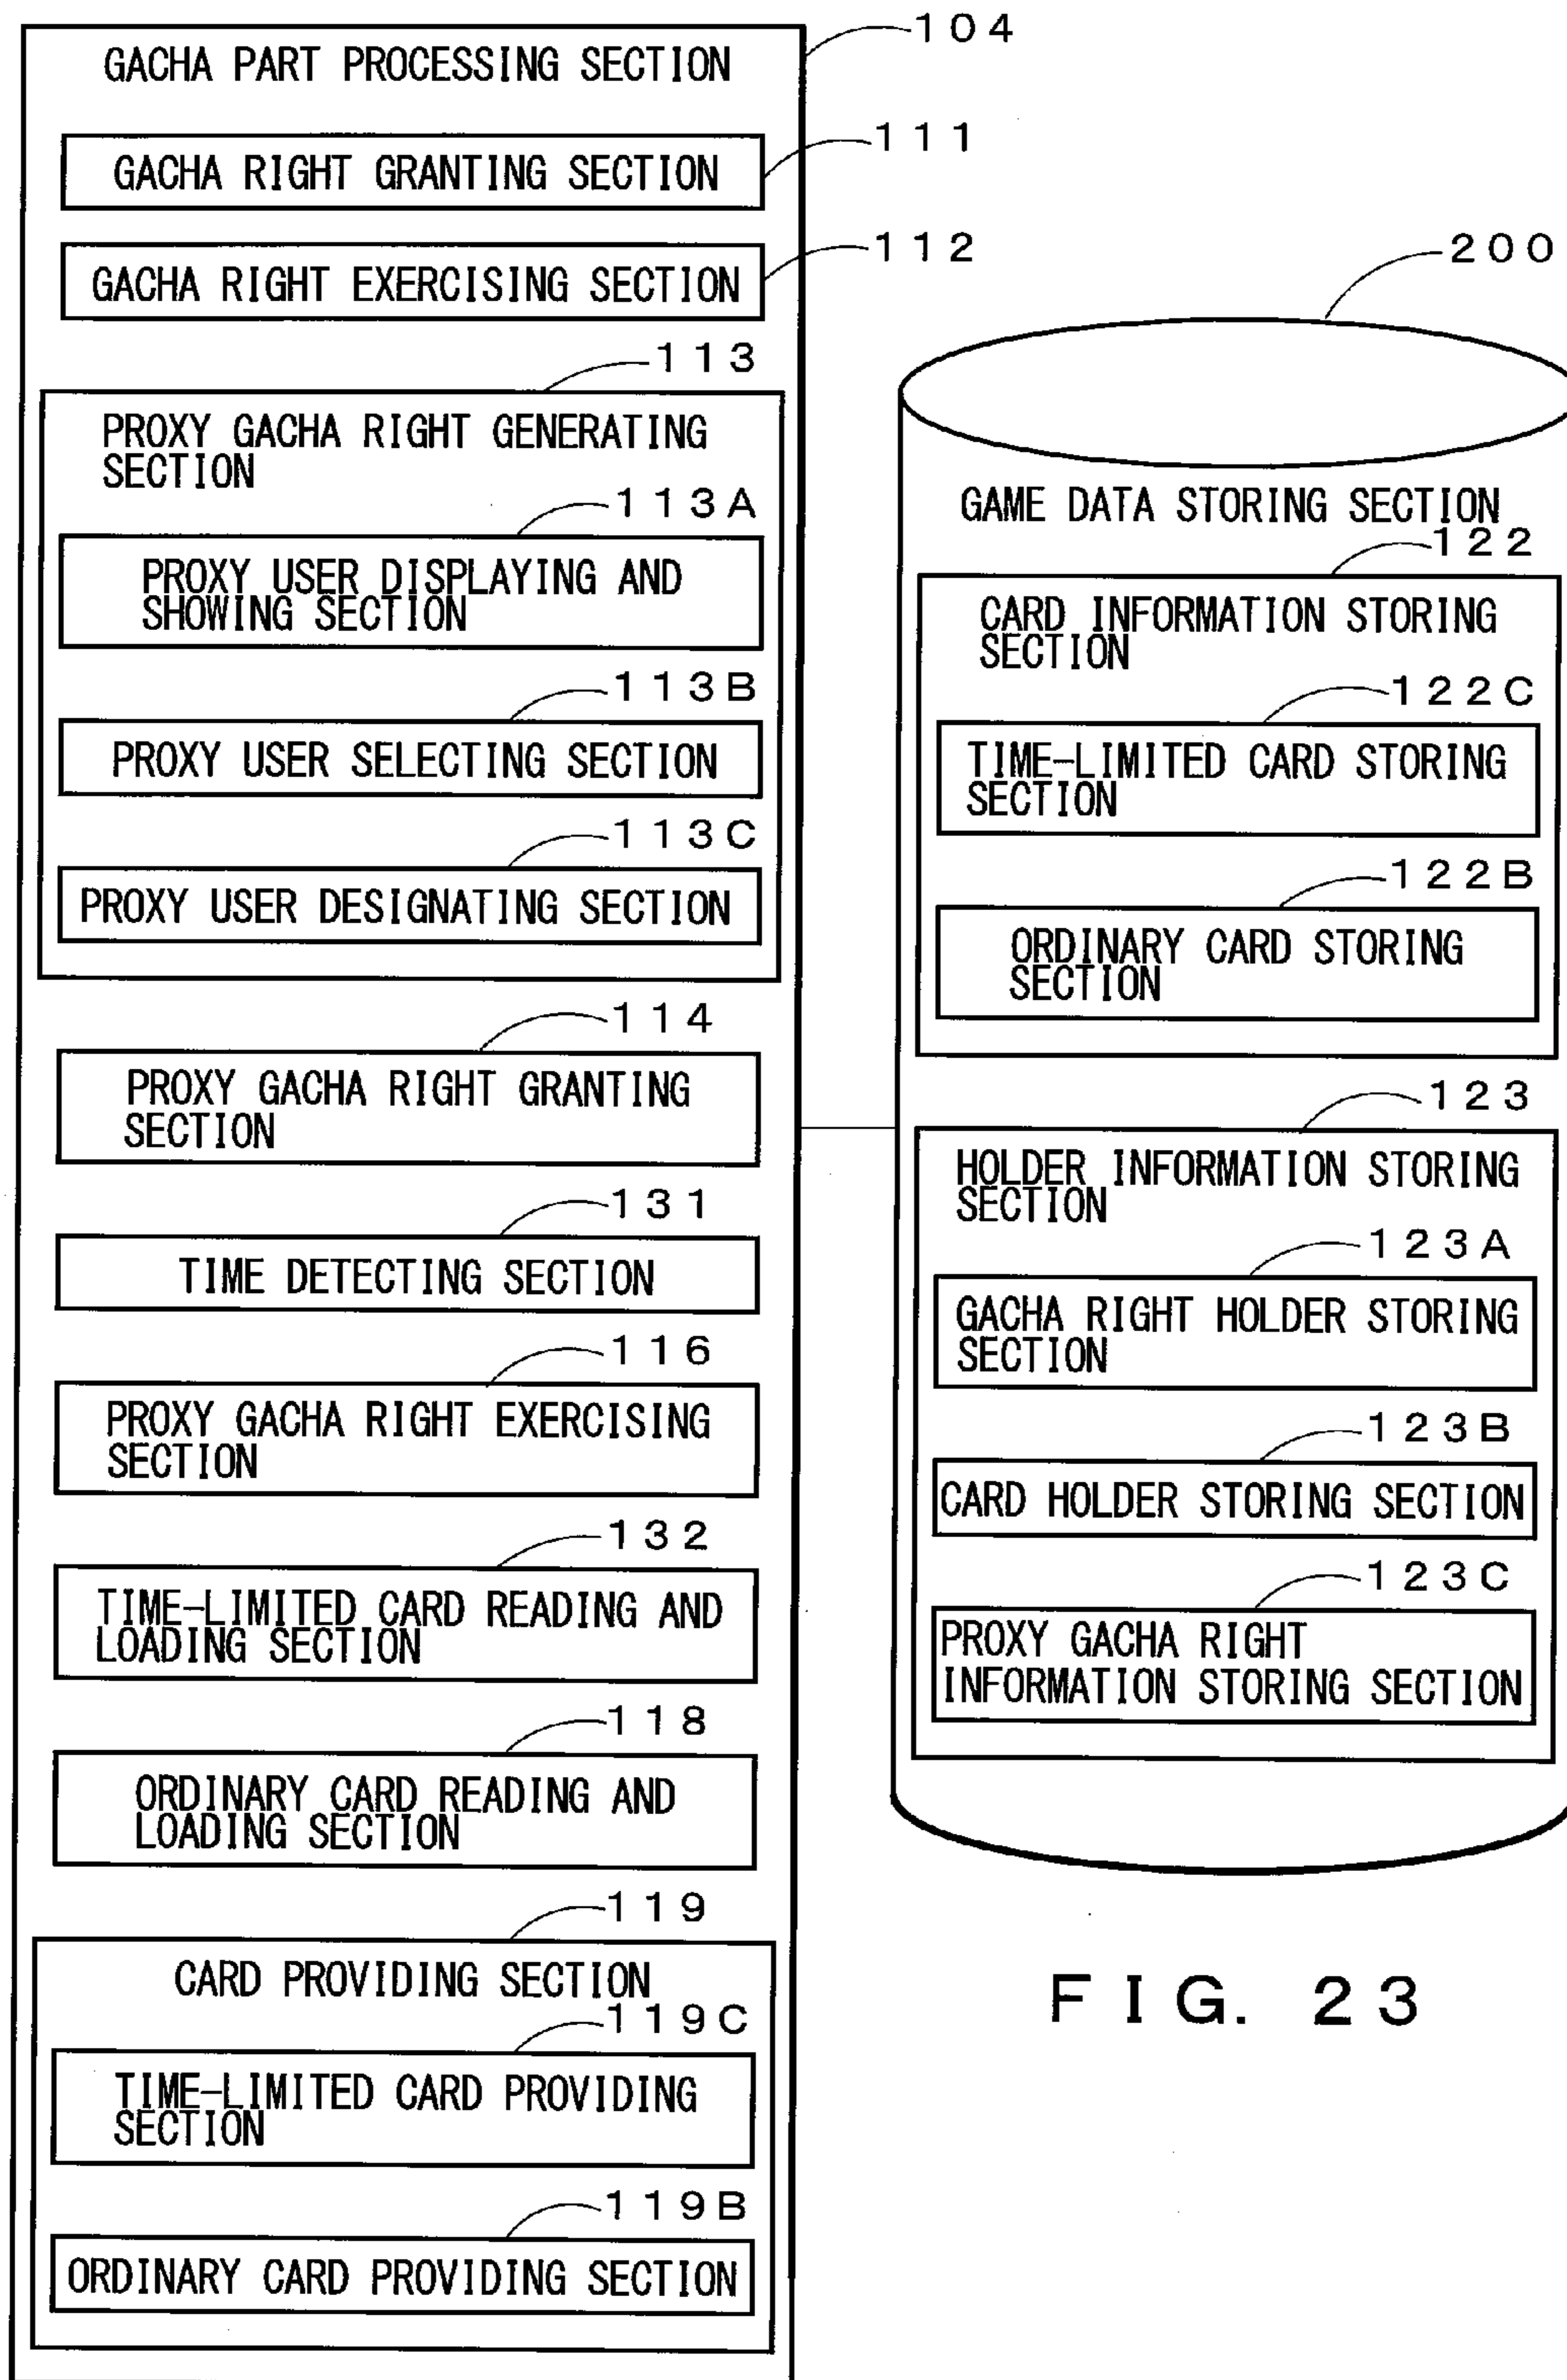 104
GACHA PART PROCESSING SECTION
111
GACHA RIGHT GRANTING SECTION
112
GACHA RIGHT EXERCISING SECTION
113
PROXY GACHA RIGHT GENERATING
SECTION
113A
PROXY USER DISPLAYING AND
SHOWING SECTION
113B
PROXY USER SELECTING SECTION
113C
PROXY USER DESIGNATING SECTION
114
PROXY GACHA RIGHT GRANTING
SECTION
131
TIME DETECTING SECTION
116
PROXY GACHA RIGHT EXERCISING
SECTION
132
TIME-LIMITED CARD READING AND
LOADING SECTION
118
ORDINARY CARD READING AND
LOADING SECTION
119
CARD PROVIDING SECTION
119C
TIME-LIMITED CARD PROVIDING
SECTION
119B
ORDINARY CARD PROVIDING SECTION
200
GAME DATA STORING SECTION
122
CARD INFORMATION STORING
SECTION
122C
TIME-LIMITED CARD STORING
SECTION
122B
ORDINARY CARD STORING
SECTION
123
HOLDER INFORMATION STORING
SECTION
123A
GACHA RIGHT HOLDER STORING
SECTION
123B
CARD HOLDER STORING SECTION
123C
PROXY GACHA RIGHT
INFORMATION STORING SECTION
FIG. 23